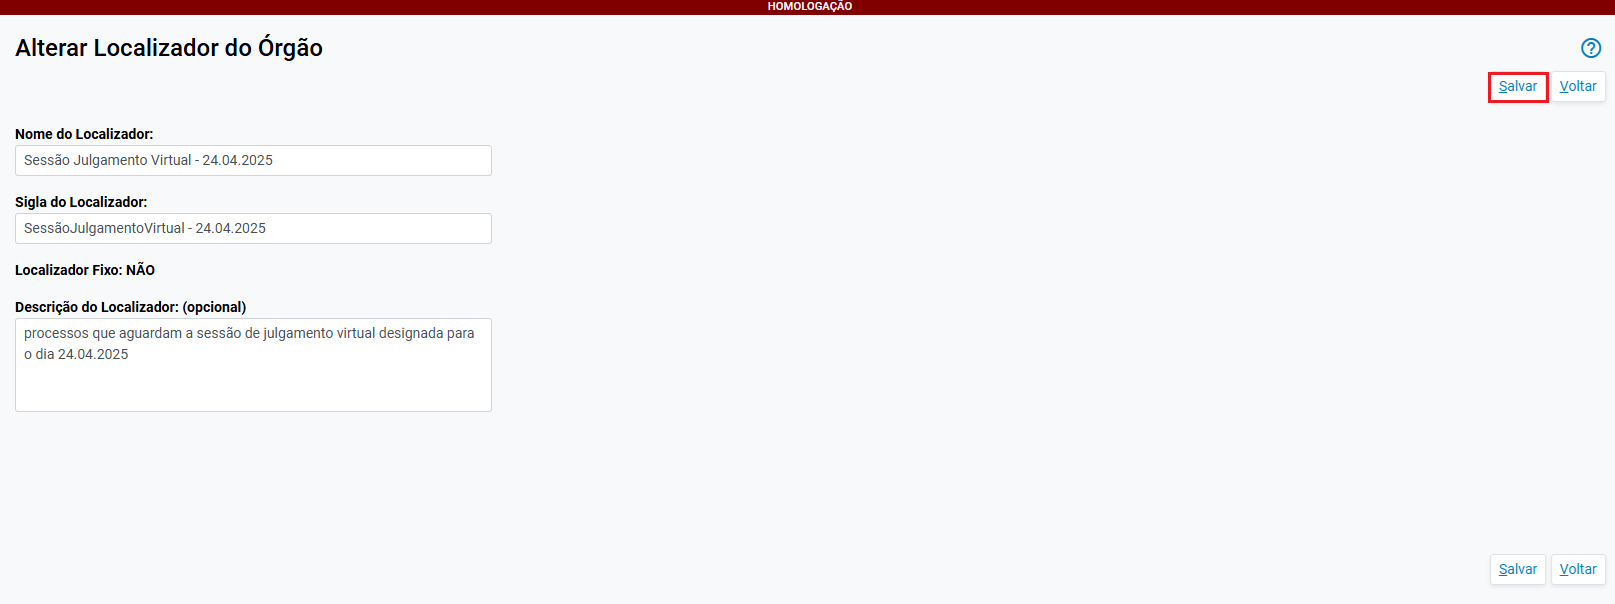 HOMOLOGAÇÃO
Alterar Localizador do Órgão
Salvar Voltar
Nome do Localizador:
Sessão Julgamento Virtual - 24.04.2025
Sigla do Localizador:
SessãoJulgamentoVirtual - 24.04.2025
Localizador Fixo: NÃO
Descrição do Localizador: (opcional)
processos que aguardam a sessão de julgamento virtual designada para
o dia 24.04.2025
Salvar Voltar